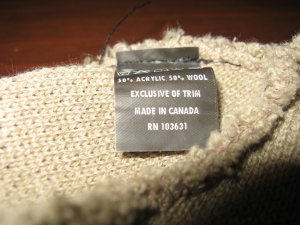 50% ACRYLIC 50% WOOL
EXCLUSIVE OF TRIM
MADE IN CANADA
RN 103631